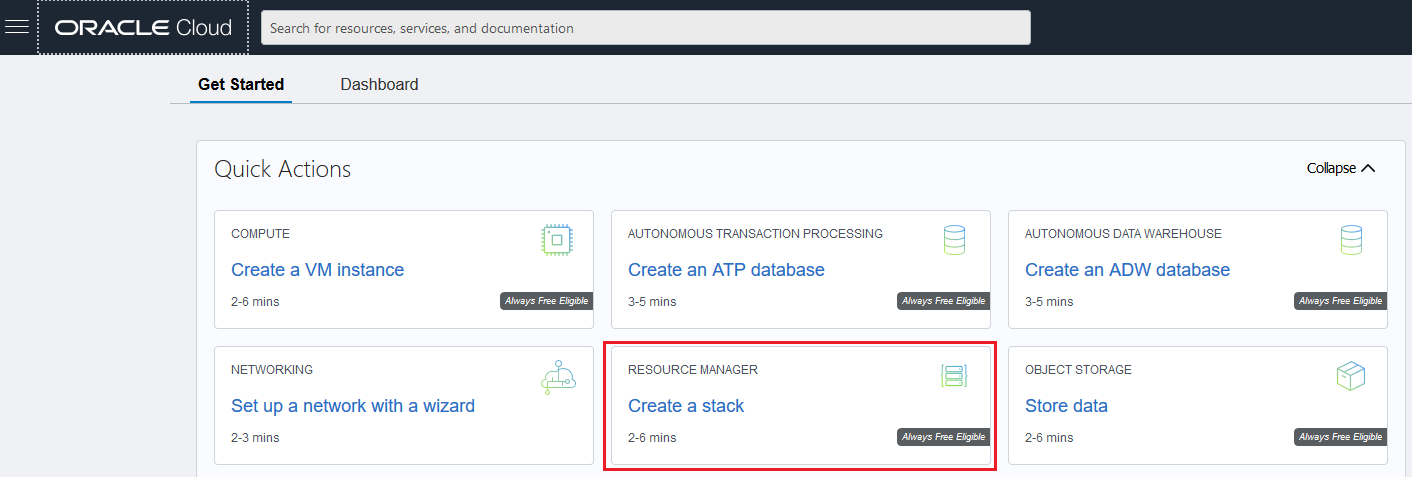 ORACLE Cloud
Search for resources, services, and documentation
Get Started
Dashboard
Quick Actions
Collapse
COMPUTE
Create a VM instance
2-6 mins
Always Free Eligible
AUTONOMOUS TRANSACTION PROCESSING
Create an ATP database
3-5 mins
Always Free Eligible
AUTONOMOUS DATA WAREHOUSE
Create an ADW database
3-5 mins
Always Free Eligible
NETWORKING
Set up a network with a wizard
2-3 mins
RESOURCE MANAGER
Create a stack
2-6 mins
Always Free Eligible
OBJECT STORAGE
Store data
2-6 mins
Always Free Eligible